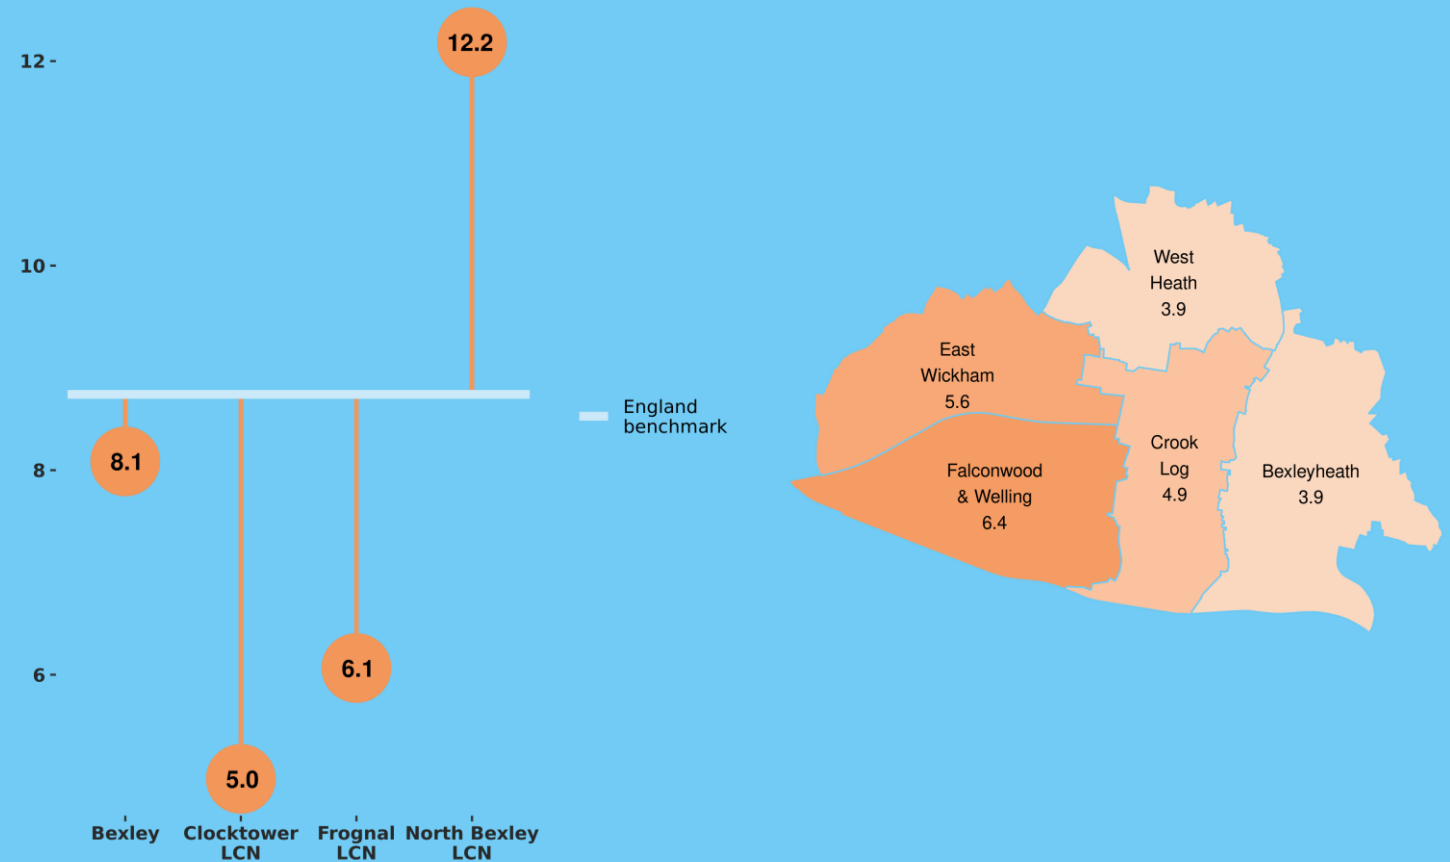 12
10
8
6
12.2
8.1
6.1
5.0
Bexley
Clocktower
LCN
Frognal
LCN
North Bexley
LCN
England
benchmark
West
Heath
3.9
East
Wickham
5.6
Crook
Log
4.9
Falconwood
& Welling
6.4
Bexleyheath
3.9